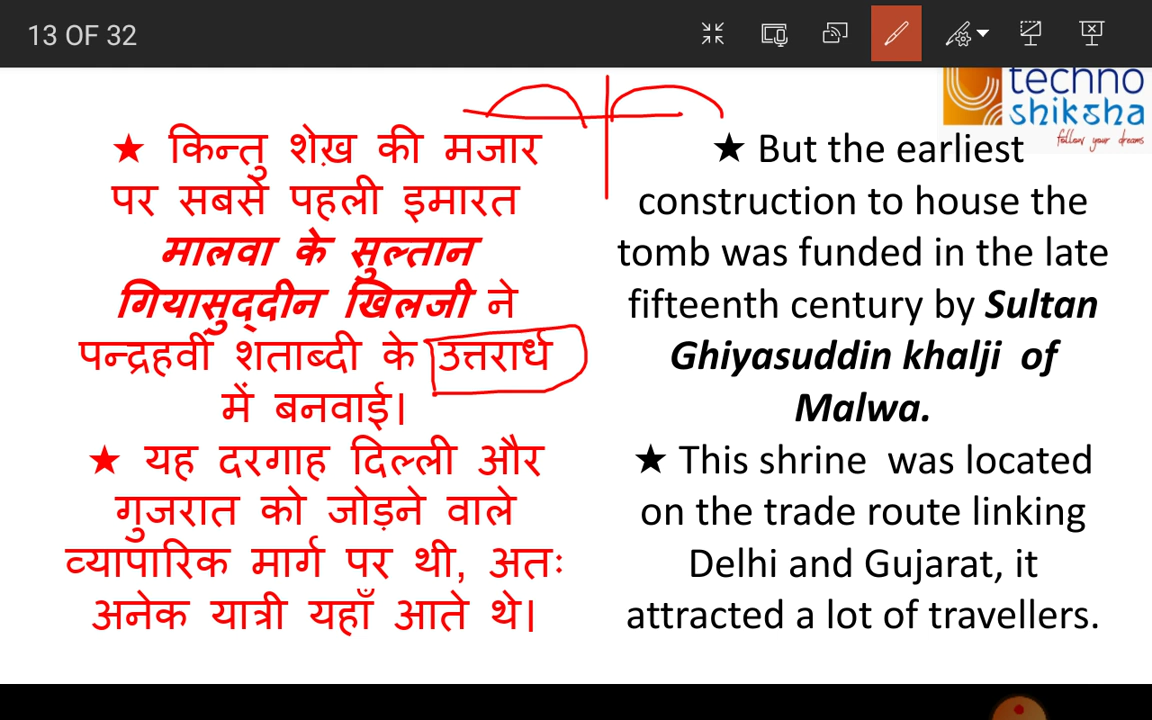 13 OF 32
techno
shiksha
follow your dreams
★ किन्तु शेख़ की मजार
पर सबसे पहली इमारत
मालवा के सुल्तान
गियासुद्दीन खिलजी ने
पन्द्रहवीं शताब्दी के उत्तरार्ध
में बनवाई।
★ यह दरगाह दिल्ली और
गुजरात को जोड़ने वाले
व्यापारिक मार्ग पर थी, अतः
अनेक यात्री यहाँ आते थे।
★ But the earliest
construction to house the
tomb was funded in the late
fifteenth century by Sultan
Ghiyasuddin khalji of
Malwa.
★ This shrine was located
on the trade route linking
Delhi and Gujarat, it
attracted a lot of travellers.